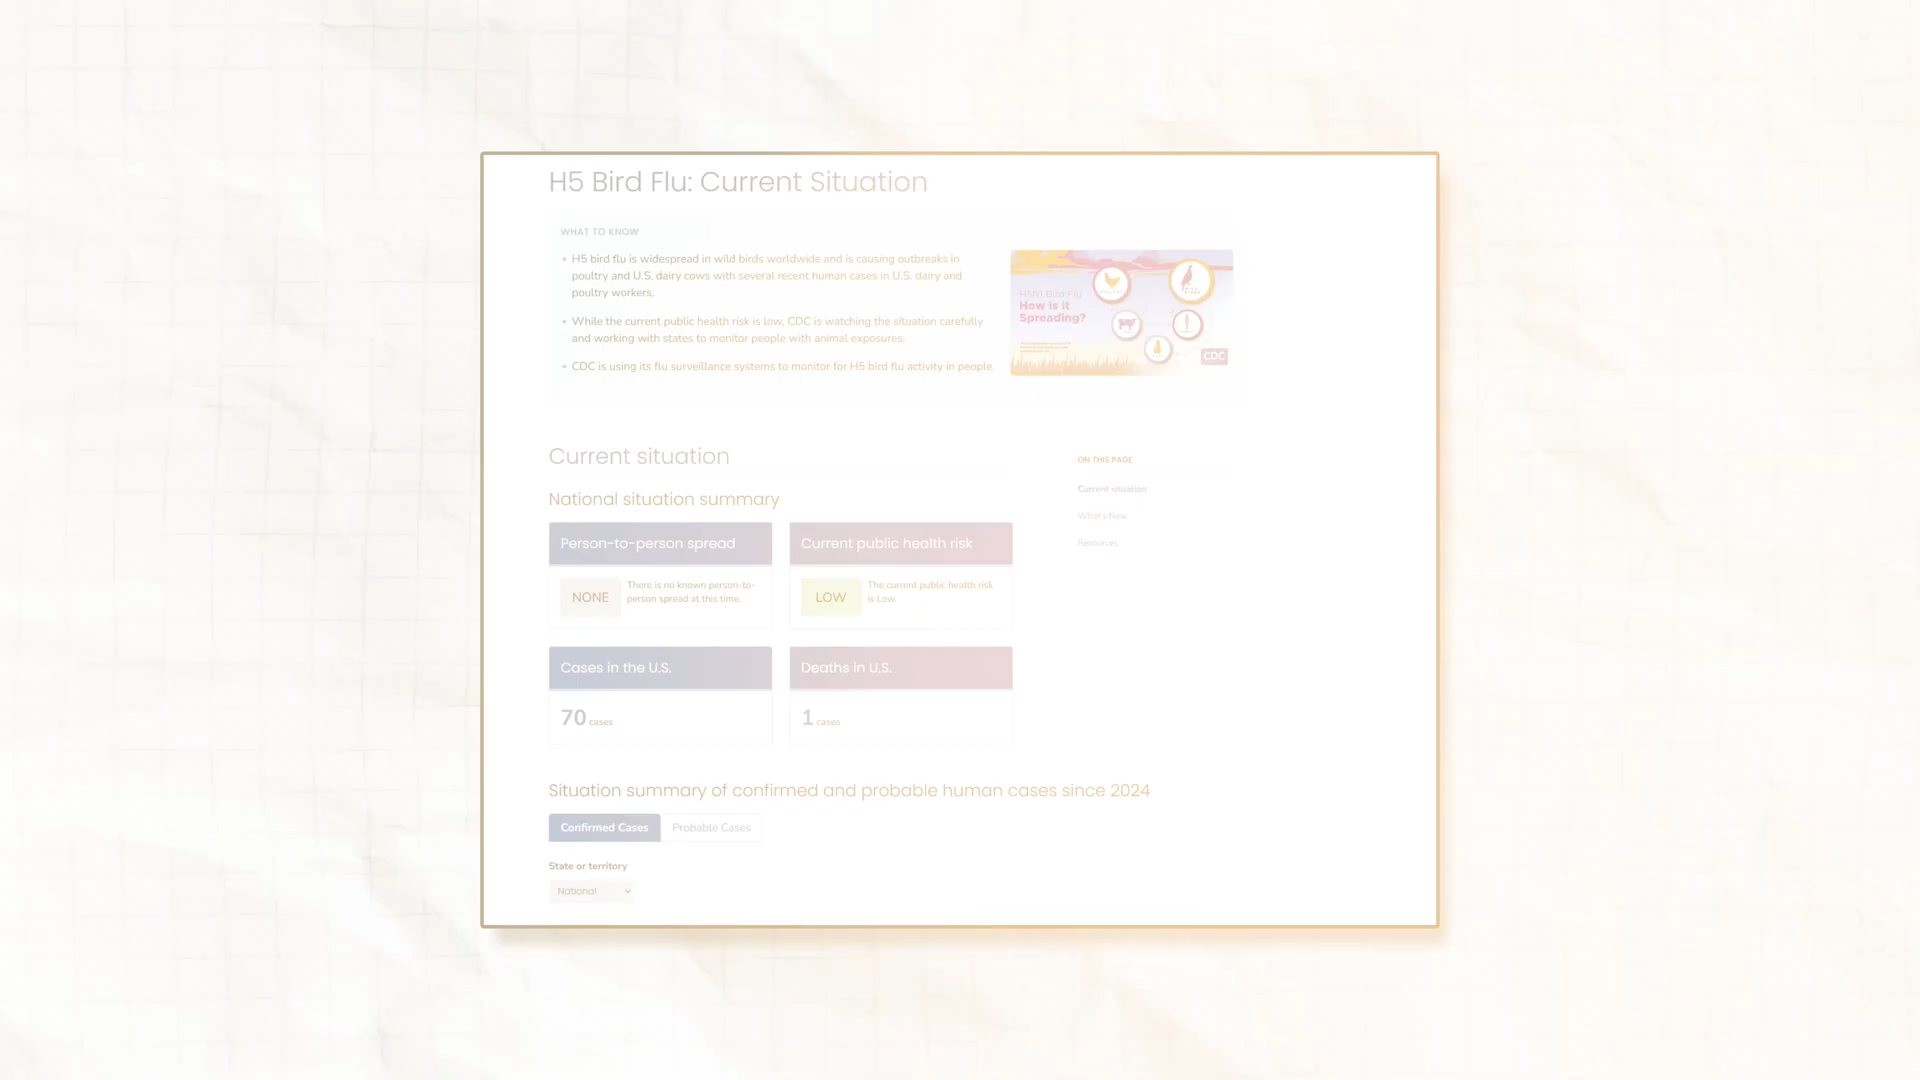 H5 Bird Flu: Current Situation
WHAT TO KNOW
• H5 bird flu is widespread in wild birds worldwide and is causing outbreaks in
poultry and U.S. dairy cows with several recent human cases in U.S. dairy and
poultry workers.
• While the current public health risk is low, CDC is watching the situation carefully
and working with states to monitor people with animal exposures.
• CDC is using its flu surveillance systems to monitor for H5 bird flu activity in people.
H5N1 Bird Flu
How is it
Spreading?
CDC
Current situation
National situation summary
Person-to-person spread
NONE
There is no known person-to-
person spread at this time.
Current public health risk
LOW
The current public health risk
is Low
Cases in the U.S.
70 cases
Deaths in U.S.
1 cases
ON THIS PAGE
Current situation
What's New
Resources
Situation summary of confirmed and probable human cases since 2024
Confirmed Cases
Probable Cases
State or territory
National